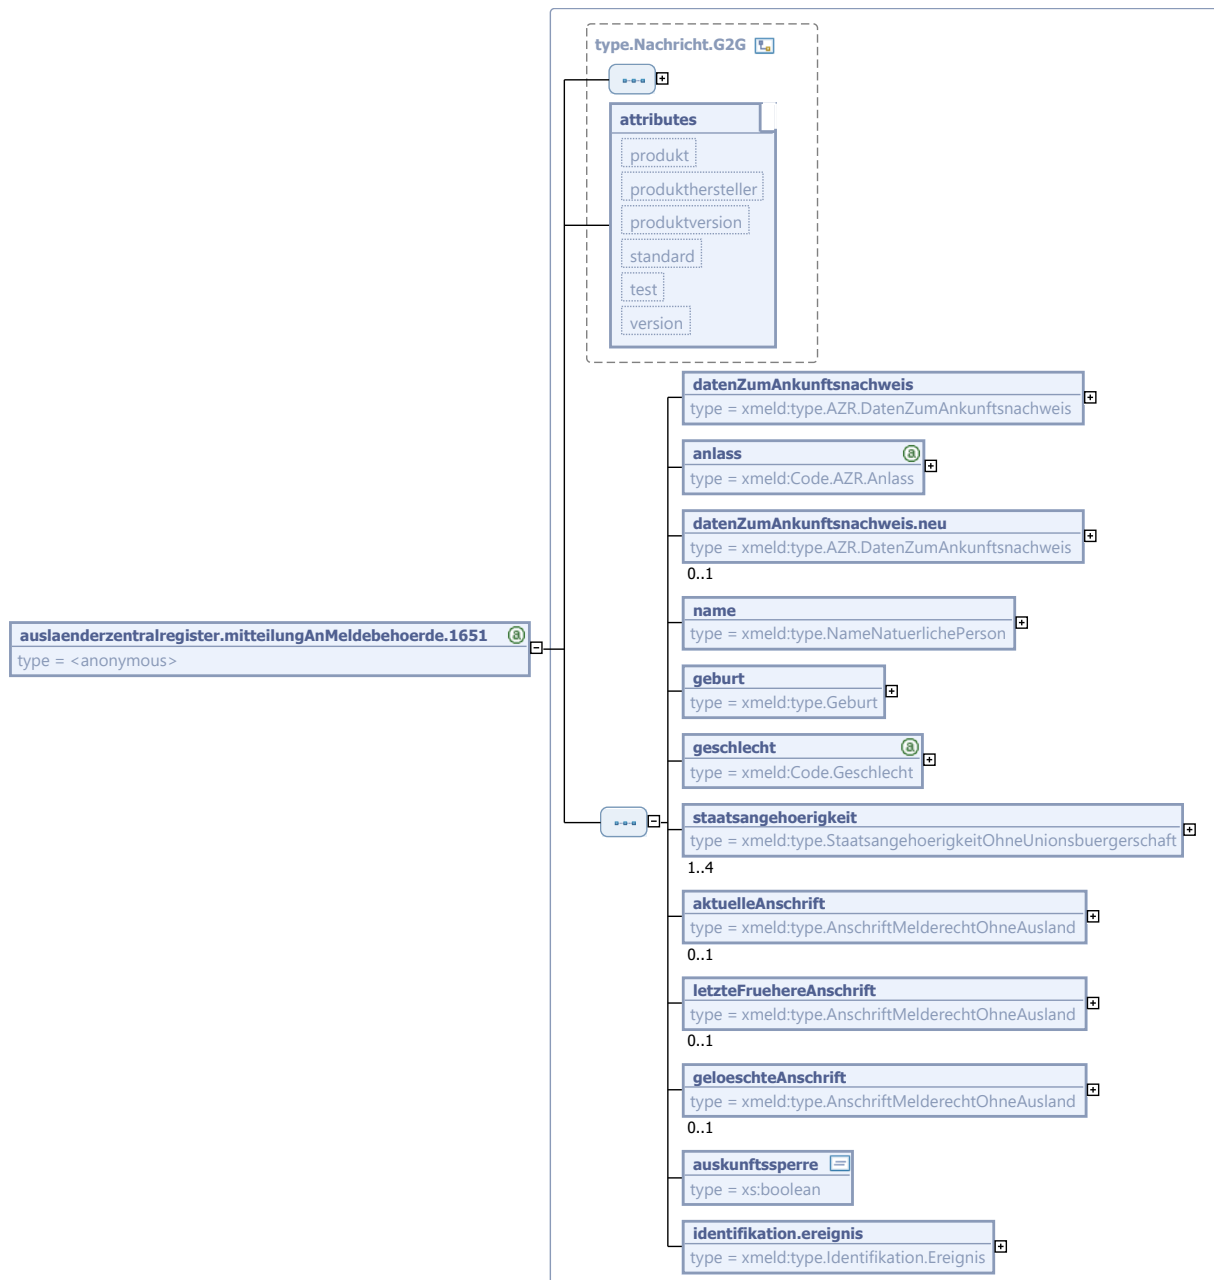 type.Nachricht.G2G
attributes
produkt
produkthersteller
produktversion
standard
test
version
auslaenderzentralregister.mitteilungAnMeldebehoerde.1651
type = <anonymous>
datenZumAnkunftsnachweis
type = xmeld:type.AZR.DatenZumAnkunftsnachweis
anlass
type = xmeld:Code.AZR.Anlass
datenZumAnkunftsnachweis.neu
type = xmeld:type.AZR.DatenZumAnkunftsnachweis
0..1
name
type = xmeld:type.NameNatuerlichePerson
geburt
type = xmeld:type.Geburt
geschlecht
type = xmeld:Code.Geschlecht
staatsangehoerigkeit
type = xmeld:type.StaatsangehoerigkeitOhneUnionsbuergerschaft
1..4
aktuelleAnschrift
type = xmeld:type.AnschriftMelderechtOhneAusland
0..1
letzteFruehereAnschrift
type = xmeld:type.AnschriftMelderechtOhneAusland
0..1
geloeschteAnschrift
type = xmeld:type.AnschriftMelderechtOhneAusland
0..1
auskunftssperre
type = xs:boolean
identifikation.ereignis
type = xmeld:type.Identifikation.Ereignis